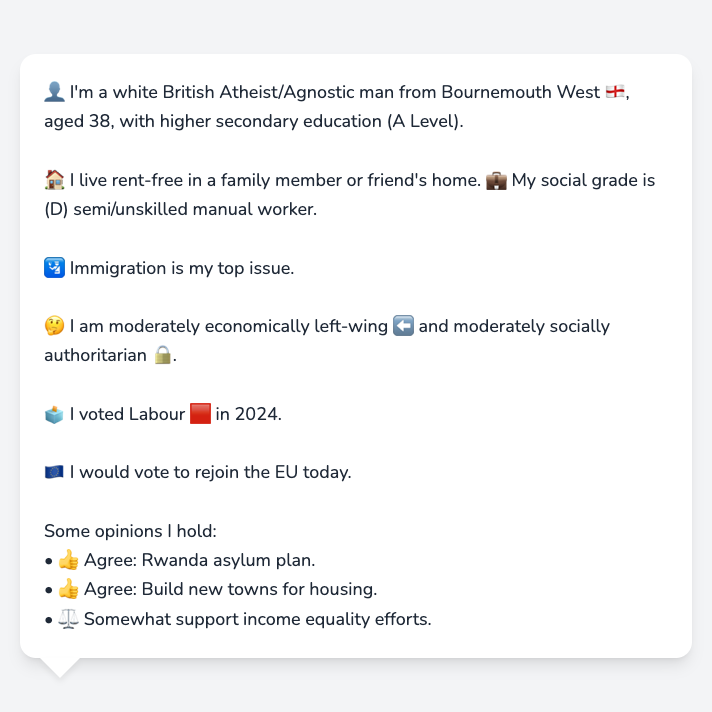 👤 I'm a white British Atheist/Agnostic man from Bournemouth West 🏴󠁧󠁢󠁥󠁮󠁧󠁿,
aged 38, with higher secondary education (A Level).
🏠 I live rent-free in a family member or friend's home. 💼 My social grade is
(D) semi/unskilled manual worker.
🛂 Immigration is my top issue.
🤔 I am moderately economically left-wing ⬅️ and moderately socially
authoritarian 🔒.
🗳️ I voted Labour 🟥 in 2024.
🇪🇺 I would vote to rejoin the EU today.
Some opinions I hold:
• 👍 Agree: Rwanda asylum plan.
• 👍 Agree: Build new towns for housing.
• ⚖️ Somewhat support income equality efforts.